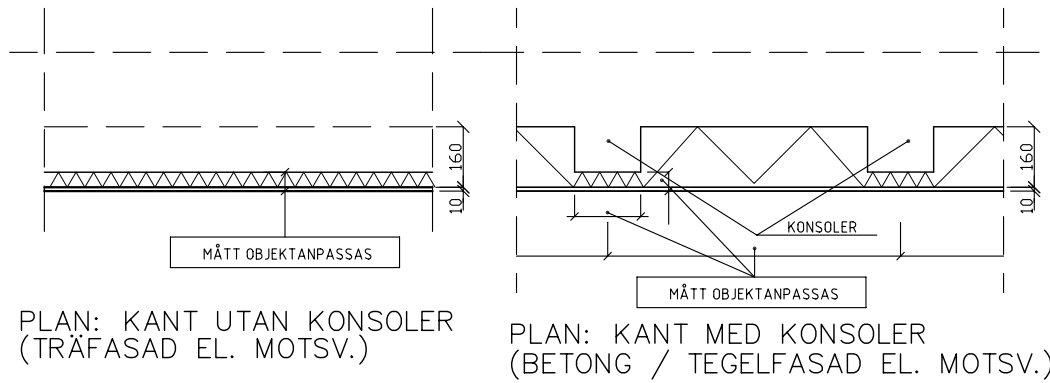 160
10
MÅTT OBJEKTANPASSAS
PLAN: KANT UTAN KONSOLER
(TRÄFASAD EL. MOTSV.)
160
10
KONSOLER
MÅTT OBJEKTANPASSAS
PLAN: KANT MED KONSOLER
(BETONG / TEGELFASAD EL. MOTSV.)